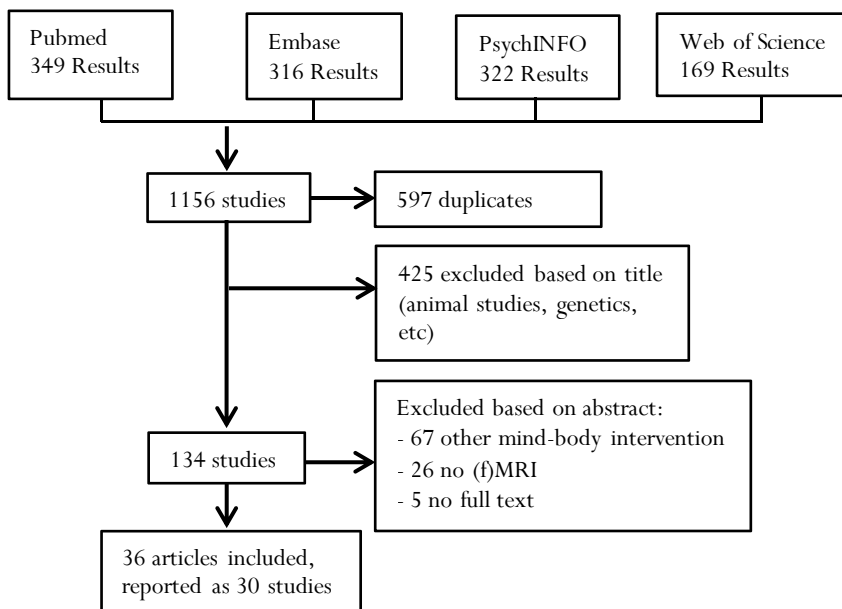 Pubmed
349 Results
Embase
316 Results
PsychINFO
322 Results
Web of Science
169 Results
1156 studies
597 duplicates
425 excluded based on title
(animal studies, genetics,
etc)
134 studies
Excluded based on abstract:
- 67 other mind-body intervention
- 26 no (f)MRI
- 5 no full text
36 articles included,
reported as 30 studies